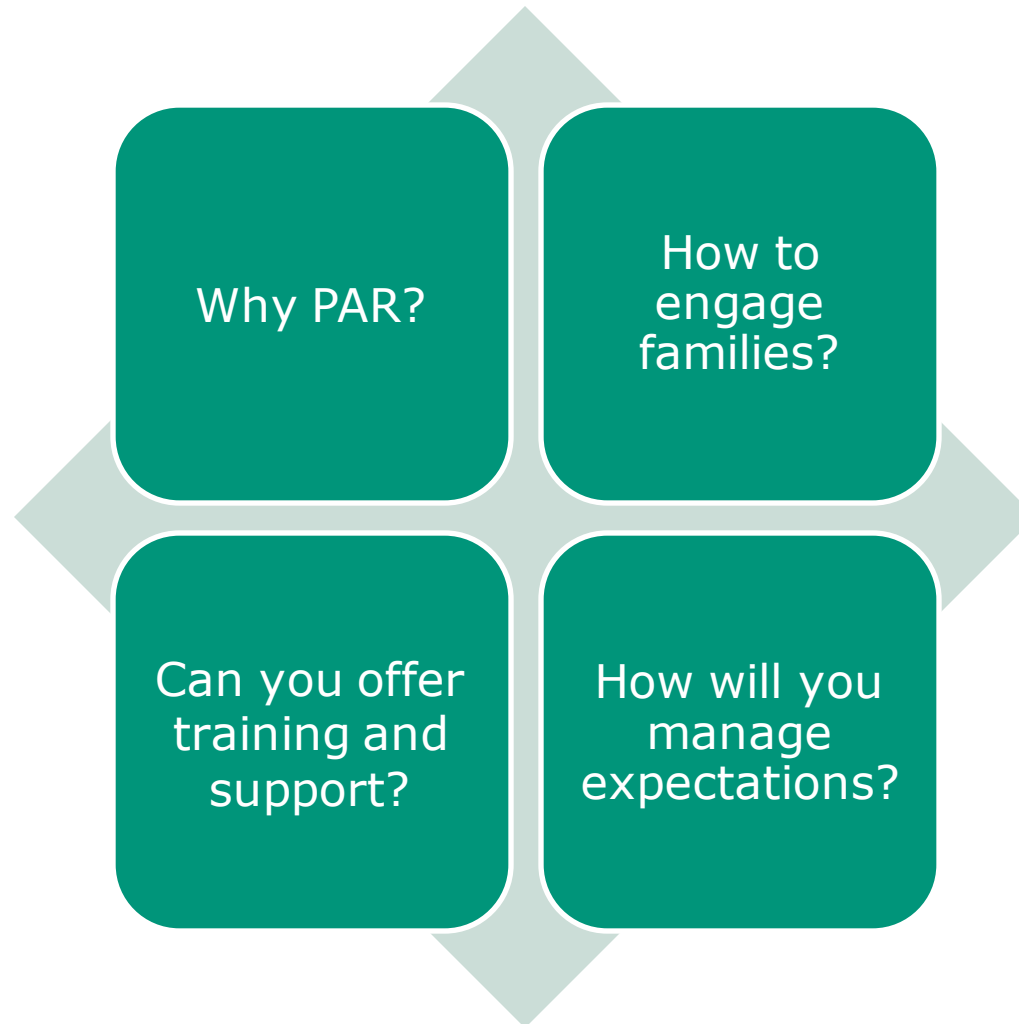 Why PAR?
How to
engage
families?
Can you offer
training and
support?
How will you
manage
expectations?